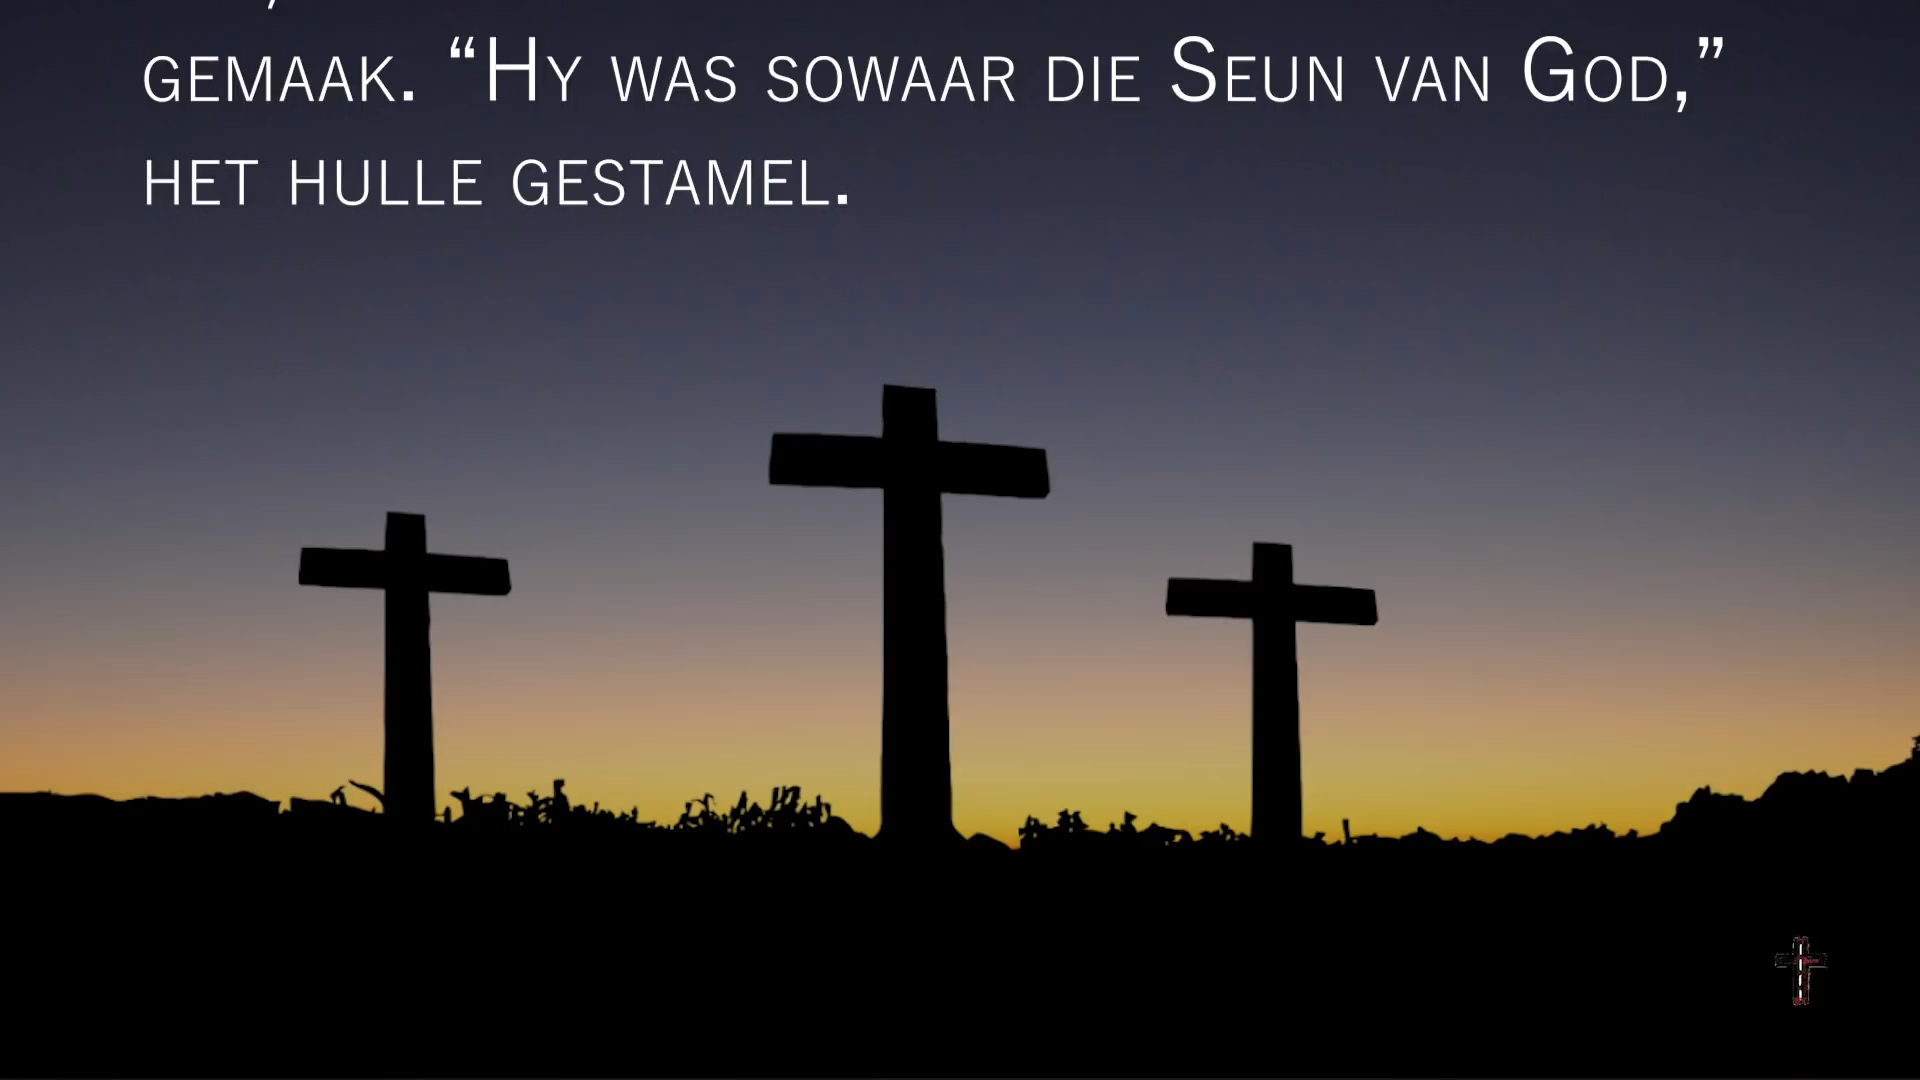 gemaak. “Hy was sowaar die Seun van God,”
het hulle gestamel.